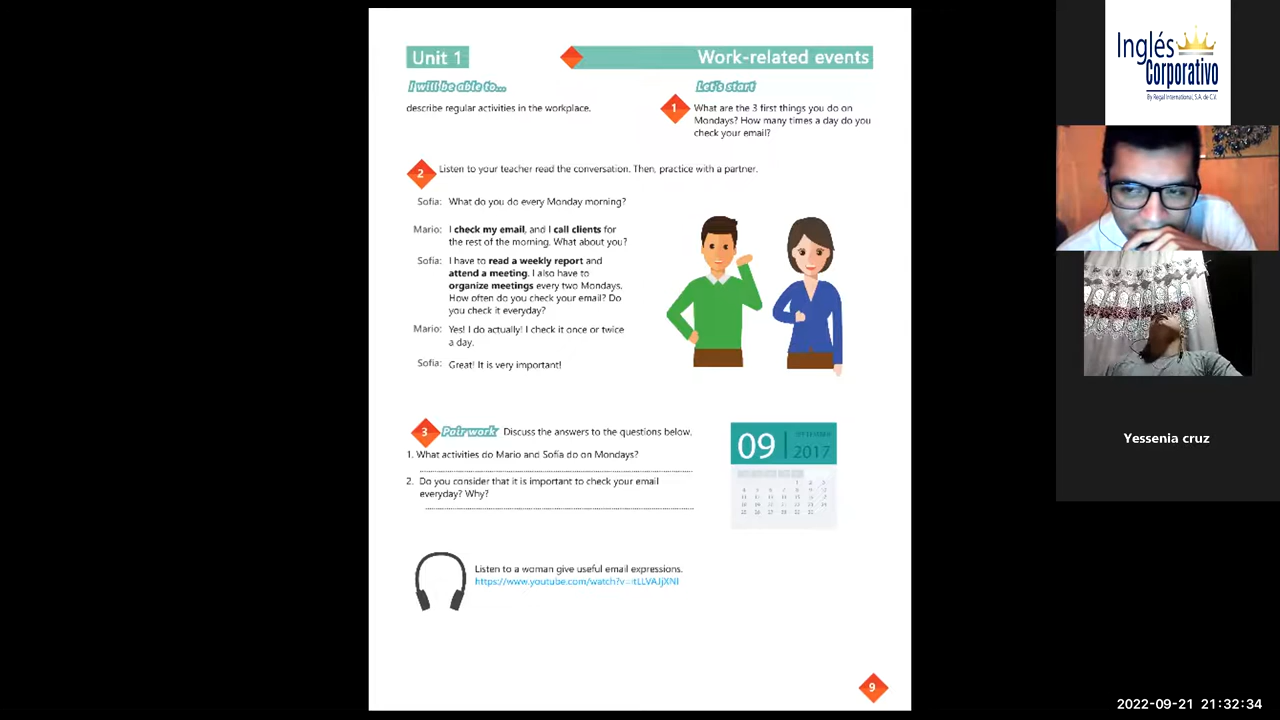 Unit 1
Work-related events
I will be able to...
describe regular activities in the workplace.
Let's start
1
What are the 3 first things you do on
Mondays? How many times a day do you
check your email?
2
Listen to your teacher read the conversation. Then, practice with a partner.
Sofia: What do you do every Monday morning?
Mario: I check my email, and I call clients for
the rest of the morning. What about you?
Sofia: I have to read a weekly report and
attend a meeting. I also have to
organize meetings every two Mondays.
How often do you check your email? Do
you check it everyday?
Mario: Yes! I do actually! I check it once or twice
a day.
Sofia: Great! It is very important!
3
Pair work Discuss the answers to the questions below.
1. What activities do Mario and Sofía do on Mondays?
2. Do you consider that it is important to check your email
everyday? Why?
09
SEPTEMBER
2017
Listen to a woman give useful email expressions.
9
Inglés
Corporativo
By Regal International, S.A. de C.V.
Yessenia cruz
2022-09-21 21:32:34